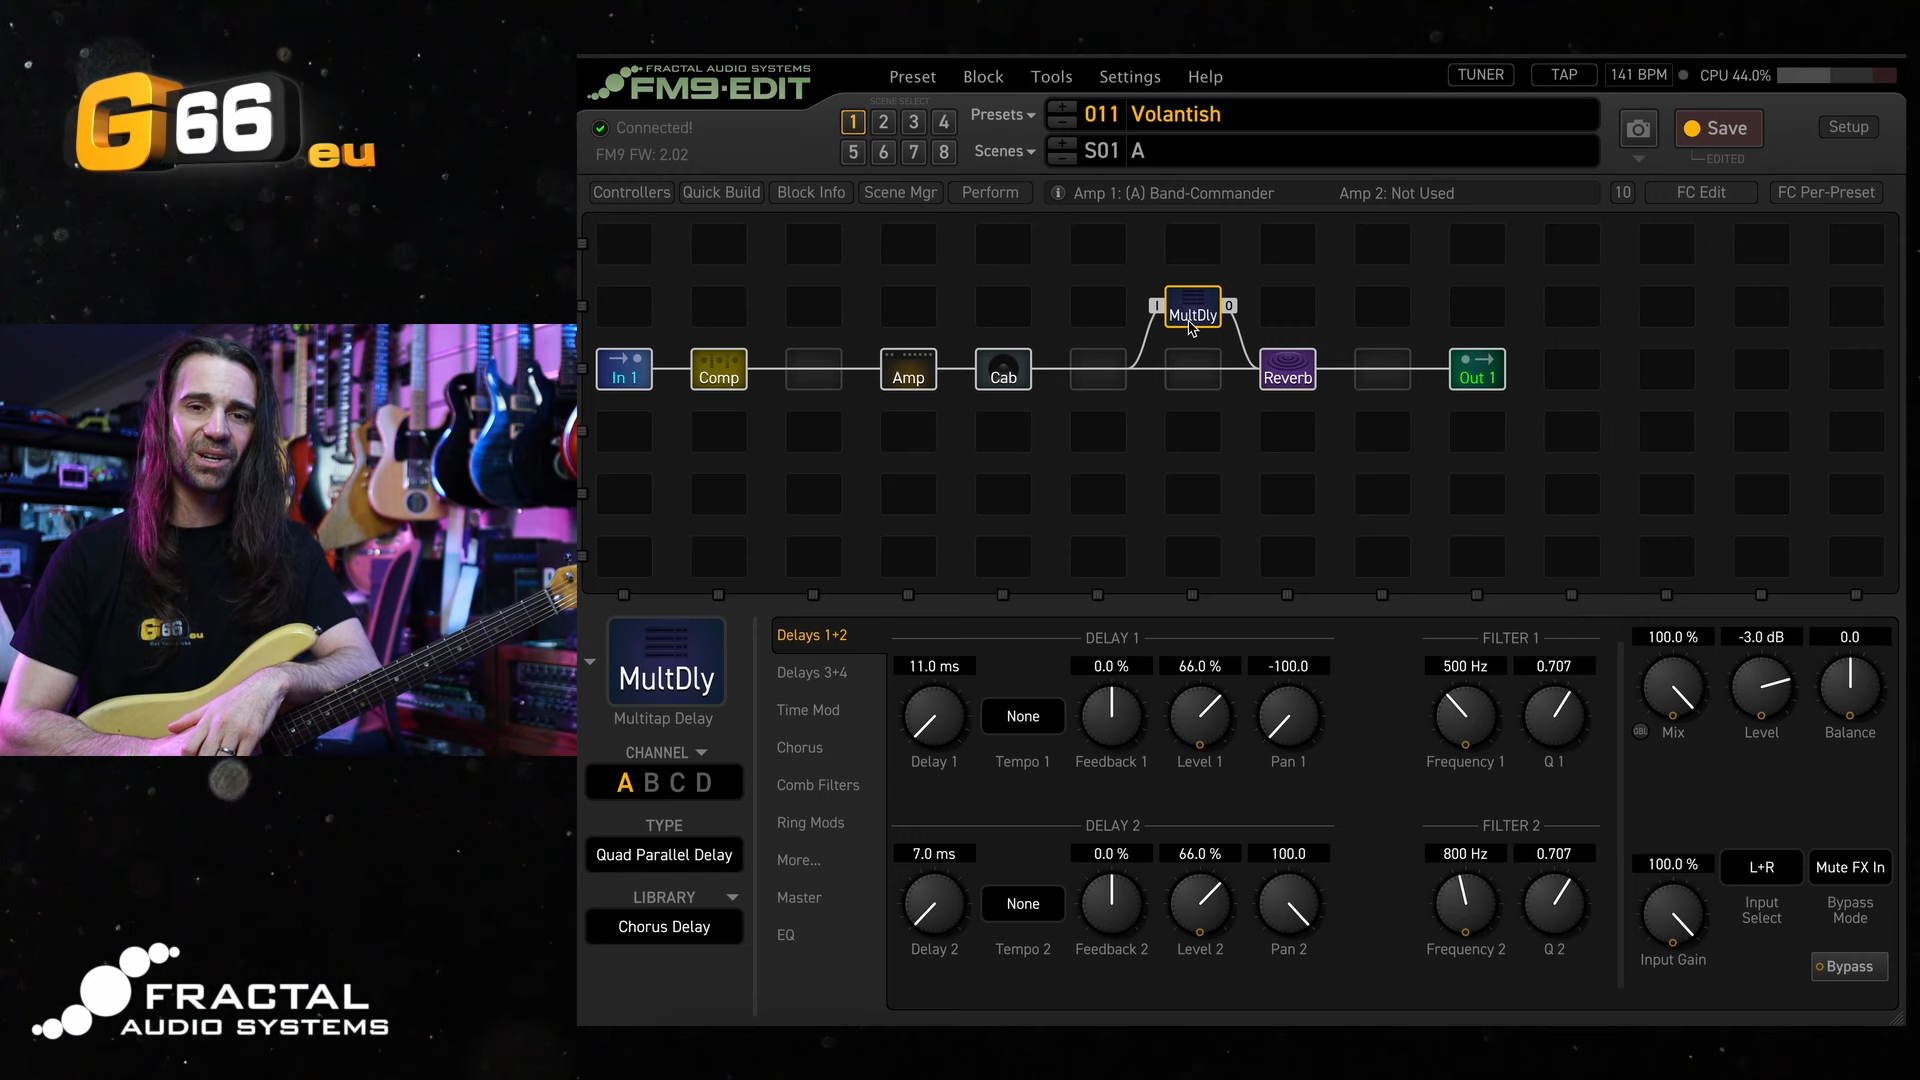 G66.eu
FRACTAL AUDIO SYSTEMS
FM9-EDIT
Preset Block Tools Settings Help
TUNER TAP 141 BPM CPU 44.0%
Connected!
FM9 FW: 2.02
SCENE SELECT
1 2 3 4
5 6 7 8
Presets 011 Volantish
Scenes S01 A
Save
EDITED
Setup
Controllers Quick Build Block Info Scene Mgr Perform
Amp 1: (A) Band-Commander Amp 2: Not Used
10 FC Edit FC Per-Preset
I MultDly O
In 1 Comp Amp Cab Reverb Out 1
G66.eu
MultDly
Multitap Delay
CHANNEL
A B C D
TYPE
Quad Parallel Delay
LIBRARY
Chorus Delay
Delays 1+2
Delays 3+4
Time Mod
Chorus
Comb Filters
Ring Mods
More...
Master
EQ
DELAY 1 FILTER 1
11.0 ms 0.0 % 66.0 % -100.0 500 Hz 0.707
None
Delay 1 Tempo 1 Feedback 1 Level 1 Pan 1 Frequency 1 Q 1
DELAY 2 FILTER 2
7.0 ms 0.0 % 66.0 % 100.0 800 Hz 0.707
None
Delay 2 Tempo 2 Feedback 2 Level 2 Pan 2 Frequency 2 Q 2
100.0 % -3.0 dB 0.0
GBL
Mix Level Balance
100.0 % L+R Mute FX In
Input Gain Input Select Bypass Mode
Bypass
FRACTAL
AUDIO SYSTEMS